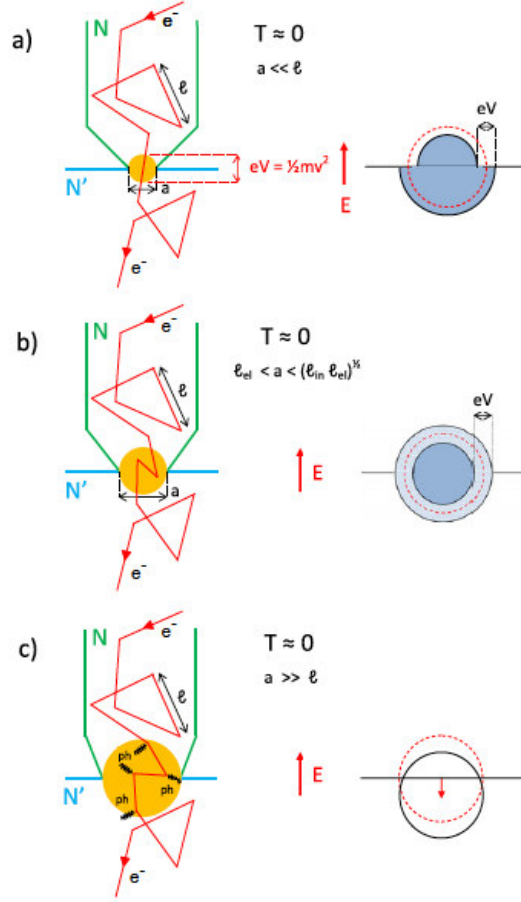 a)
N
e⁻
T ≈ 0
a << ℓ
ℓ
eV
N'
eV = ½mv²
a
E
e⁻
b)
N
e⁻
T ≈ 0
ℓel < a < (ℓin ℓel)^½
ℓ
eV
N'
a
E
e⁻
c)
N
e⁻
T ≈ 0
a >> ℓ
ℓ
ph
N'
ph
ph
E
e⁻